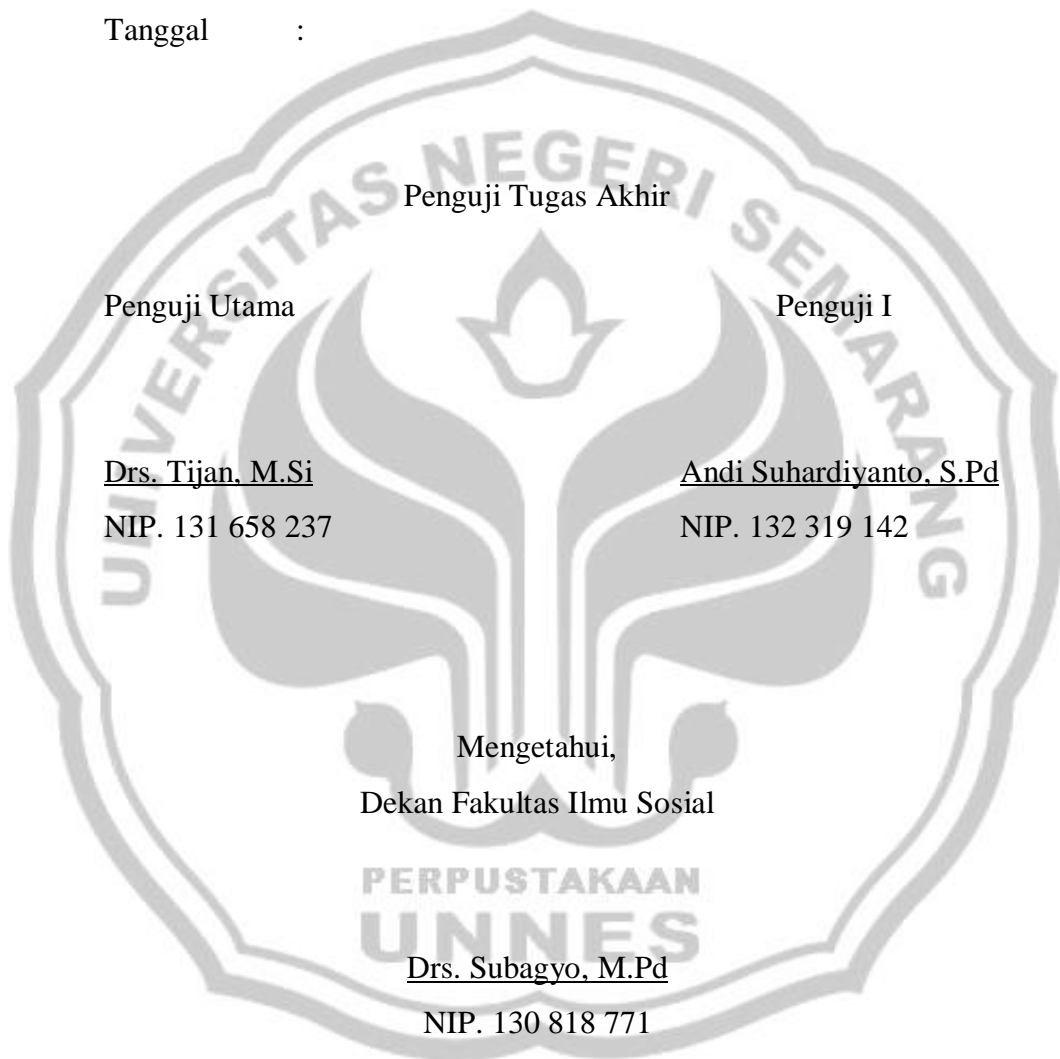 Tanggal :
Penguji Tugas Akhir
Penguji Utama Penguji I
Drs. Tijan, M.Si Andi Suhardiyanto, S.Pd
NIP. 131 658 237 NIP. 132 319 142
Mengetahui,
Dekan Fakultas Ilmu Sosial
Drs. Subagyo, M.Pd
NIP. 130 818 771
UNIVERSITAS NEGERI SEMARANG
PERPUSTAKAAN
UNNES